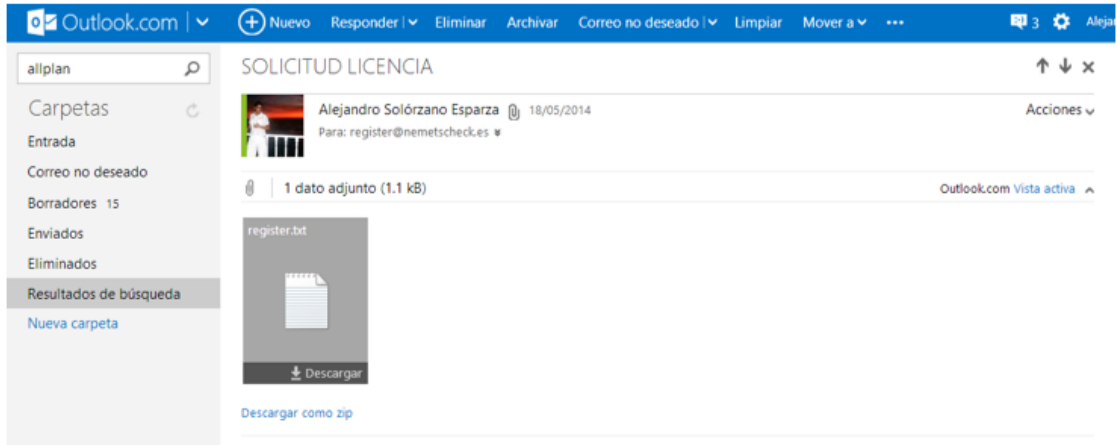 Outlook.com
Nuevo Responder Eliminar Archivar Correo no deseado Limpiar Mover a ••• 3 Aleja
allplan
Carpetas
Entrada
Correo no deseado
Borradores 15
Enviados
Eliminados
Resultados de búsqueda
Nueva carpeta
SOLICITUD LICENCIA
Alejandro Solórzano Esparza 18/05/2014
Acciones
Para: register@nemetscheck.es
1 dato adjunto (1.1 kB)
Outlook.com Vista activa
register.txt
Descargar
Descargar como zip